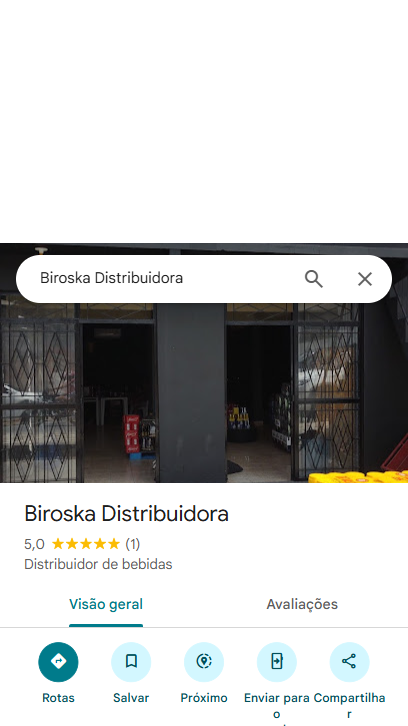 Biroska Distribuidora
Biroska Distribuidora
5,0 (1)
Distribuidor de bebidas
Visão geral Avaliações
Rotas Salvar Próximo Enviar para o Compartilhar